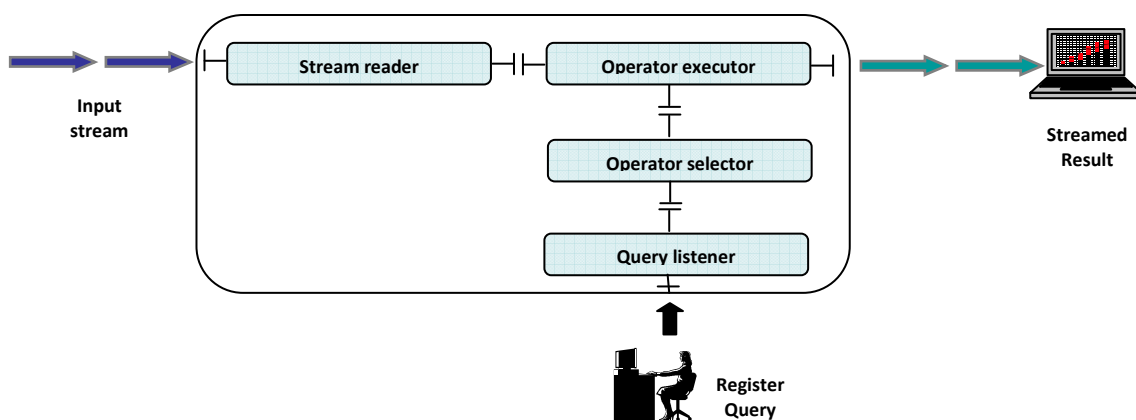 Stream reader
Operator executor
Input
stream
Operator selector
Streamed
Result
Query listener
Register
Query